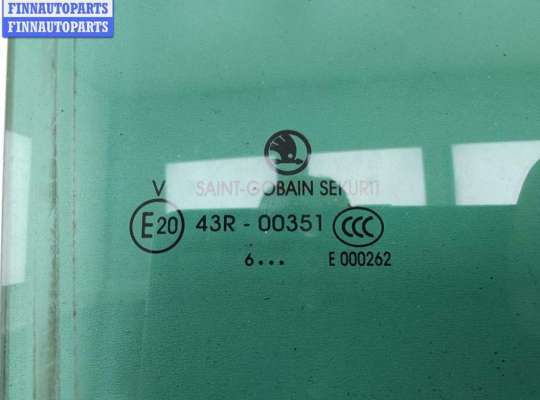 FINNAUTOPARTS
FINNAUTOPARTS
V SAINT-GOBAIN SEKURIT
E20 43R - 00351 CCC
6... E 000262